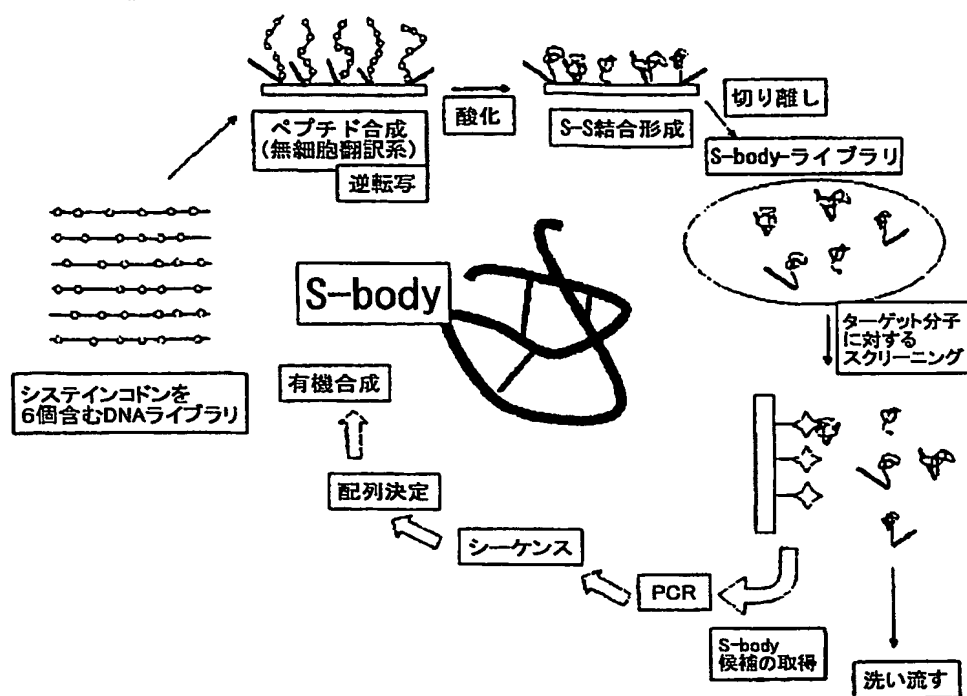 ペプチド合成
(無細胞翻訳系)
逆転写
酸化
S-S結合形成
切り離し
S-body-ライブラリ
S-body
ターゲット分子
に対する
スクリーニング
システインコドンを
6個含むDNAライブラリ
有機合成
配列決定
シーケンス
PCR
S-body
候補の取得
洗い流す